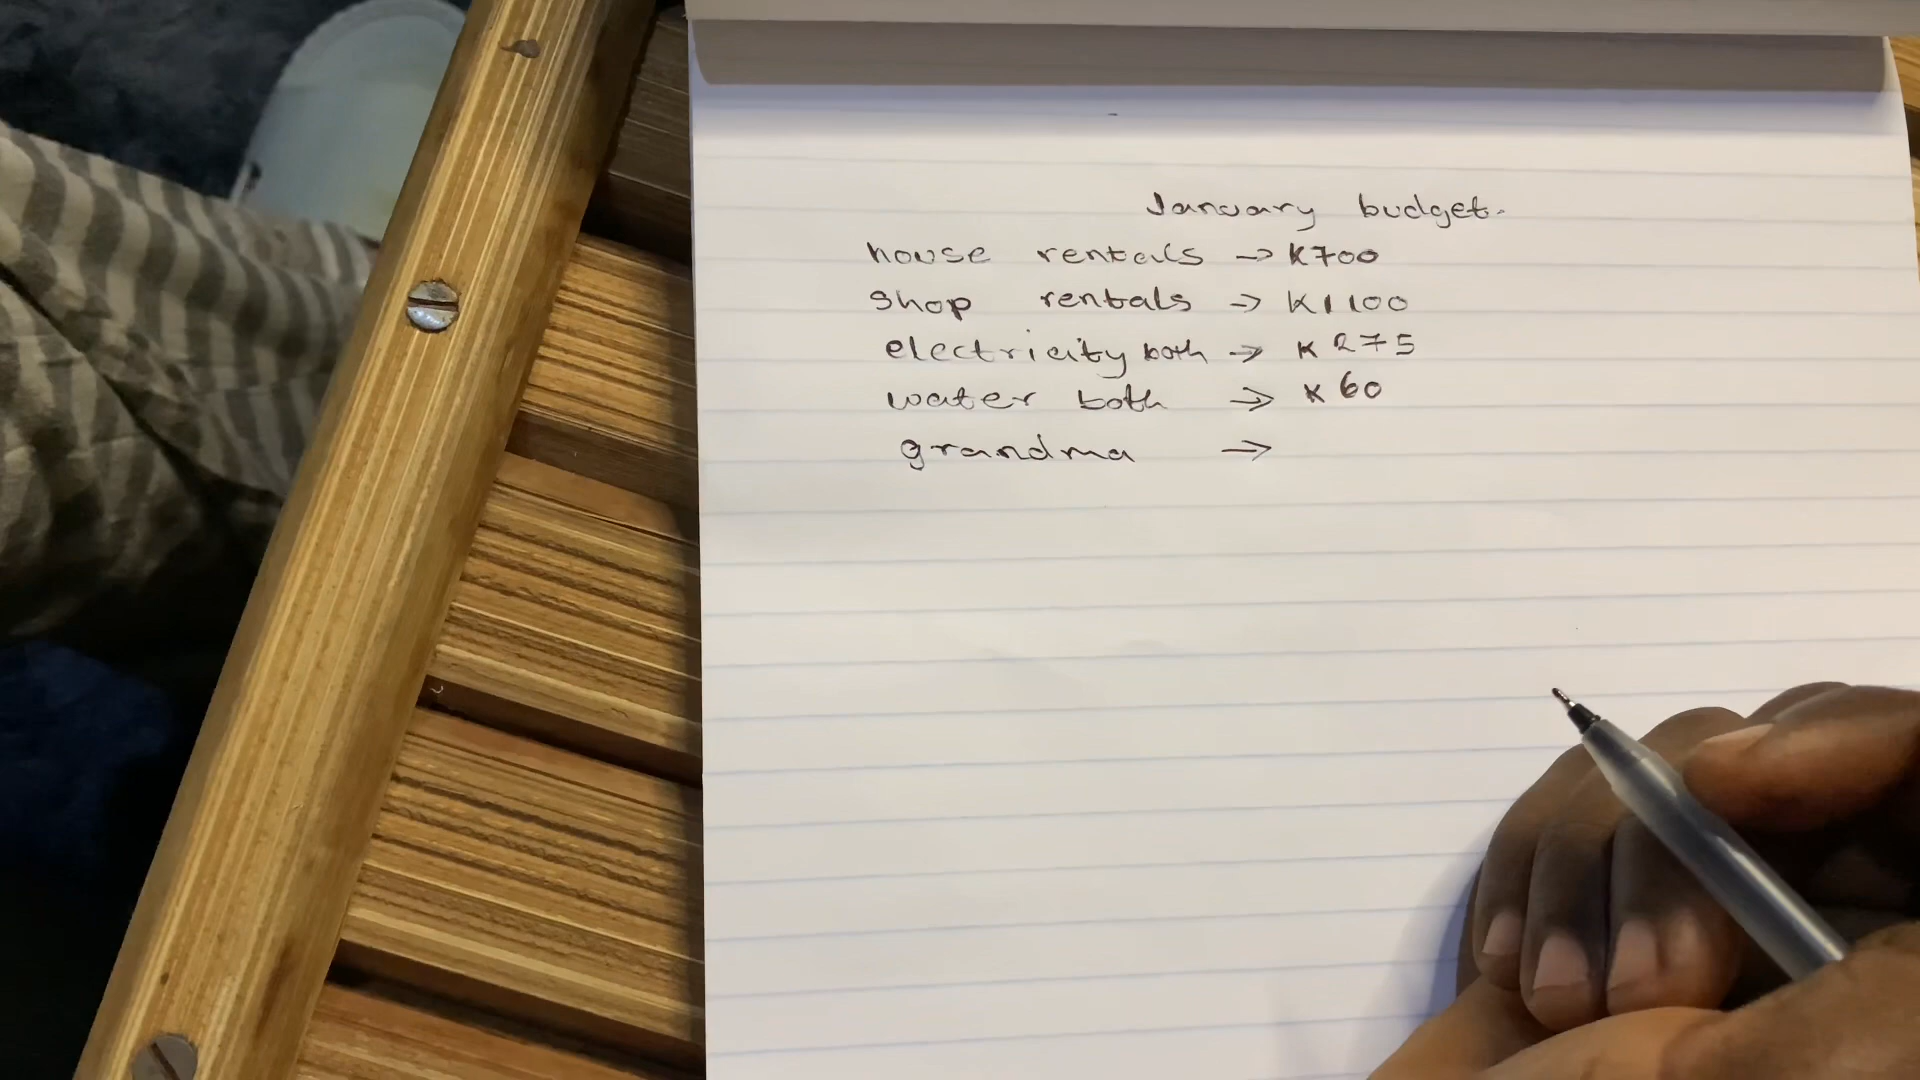 January budget.
house rentals → K700
shop rentals → K1100
electricity both → K275
water both → K60
grandma →